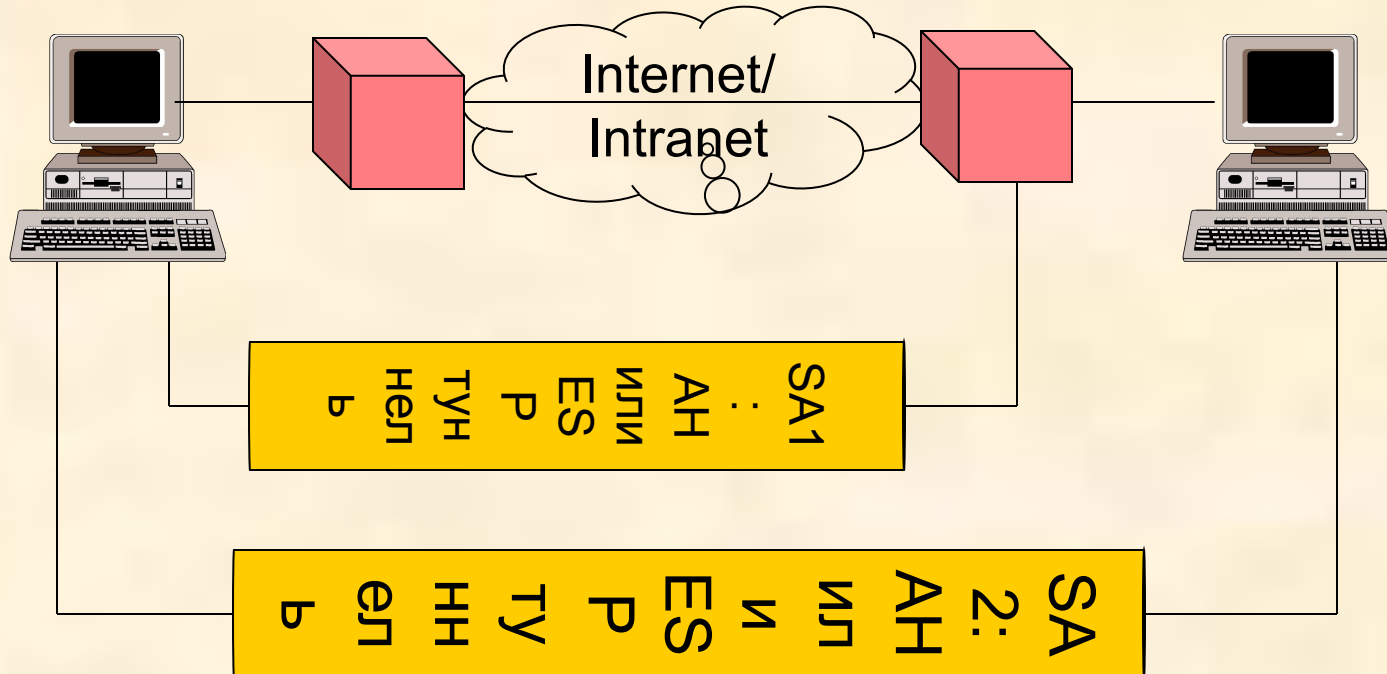 Internet/
Intranet
SA1
:
AH
или
ES
P
тун
нел
ь
SA
2:
AH
ил
и
ES
P
ту
нн
ел
ь